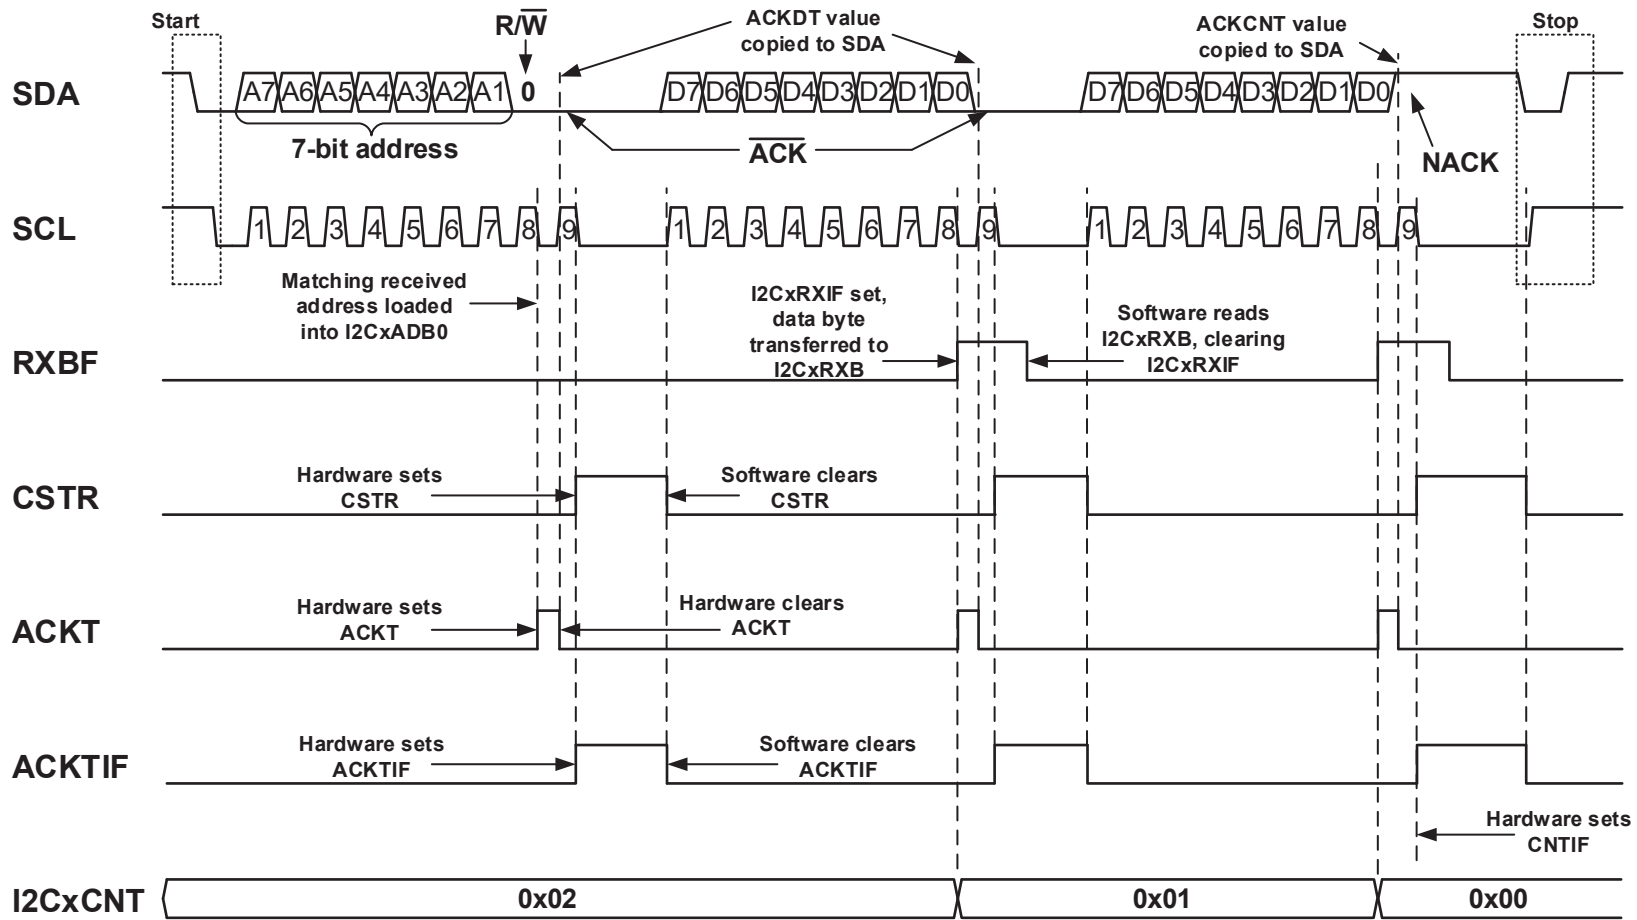 Start
R/W̅
ACKDT value
copied to SDA
ACKCNT value
copied to SDA
Stop
SDA
A7 A6 A5 A4 A3 A2 A1 0
D7 D6 D5 D4 D3 D2 D1 D0
D7 D6 D5 D4 D3 D2 D1 D0
7-bit address
A̅C̅K̅
NACK
SCL
1 2 3 4 5 6 7 8 9
1 2 3 4 5 6 7 8 9
1 2 3 4 5 6 7 8 9
Matching received
address loaded
into I2CxADB0
I2CxRXIF set,
data byte
transferred to
I2CxRXB
Software reads
I2CxRXB, clearing
I2CxRXIF
RXBF
CSTR
Hardware sets
CSTR
Software clears
CSTR
ACKT
Hardware sets
ACKT
Hardware clears
ACKT
ACKTIF
Hardware sets
ACKTIF
Software clears
ACKTIF
Hardware sets
CNTIF
I2CxCNT
0x02
0x01
0x00